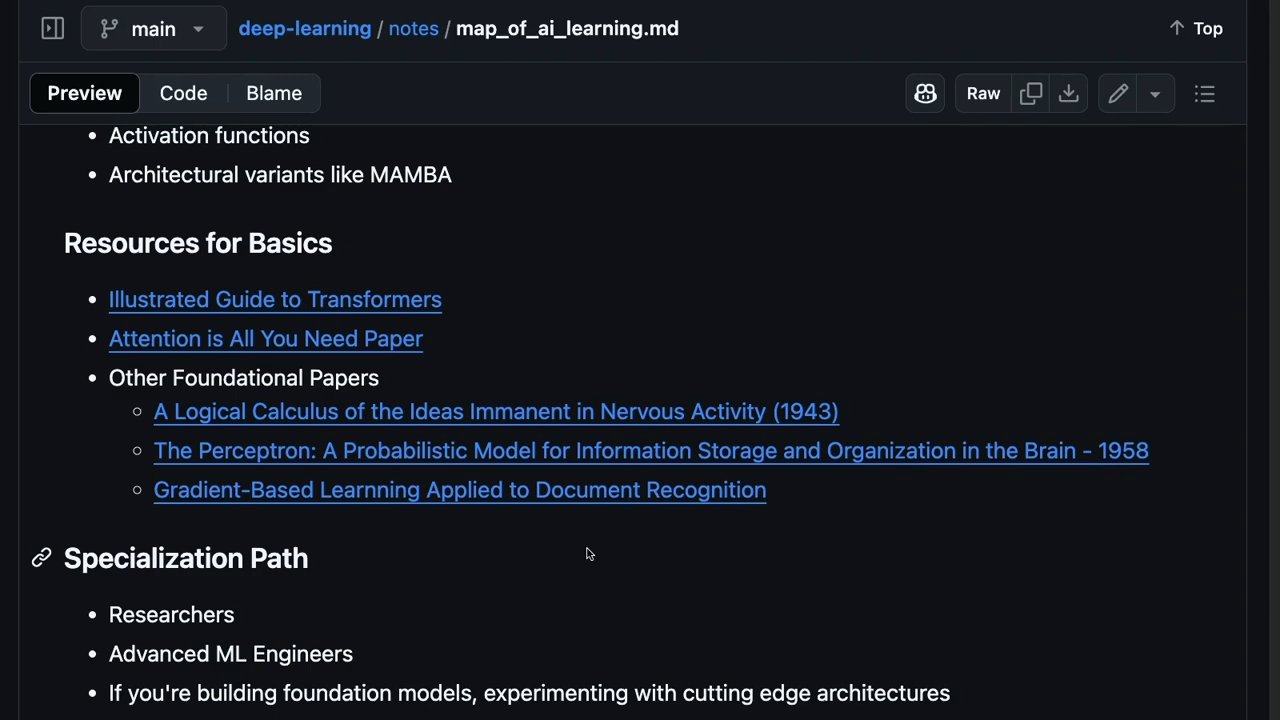 main
deep-learning / notes / map_of_ai_learning.md
Top
Preview
Code
Blame
Raw
Activation functions
Architectural variants like MAMBA
Resources for Basics
Illustrated Guide to Transformers
Attention is All You Need Paper
Other Foundational Papers
A Logical Calculus of the Ideas Immanent in Nervous Activity (1943)
The Perceptron: A Probabilistic Model for Information Storage and Organization in the Brain - 1958
Gradient-Based Learnning Applied to Document Recognition
Specialization Path
Researchers
Advanced ML Engineers
If you're building foundation models, experimenting with cutting edge architectures